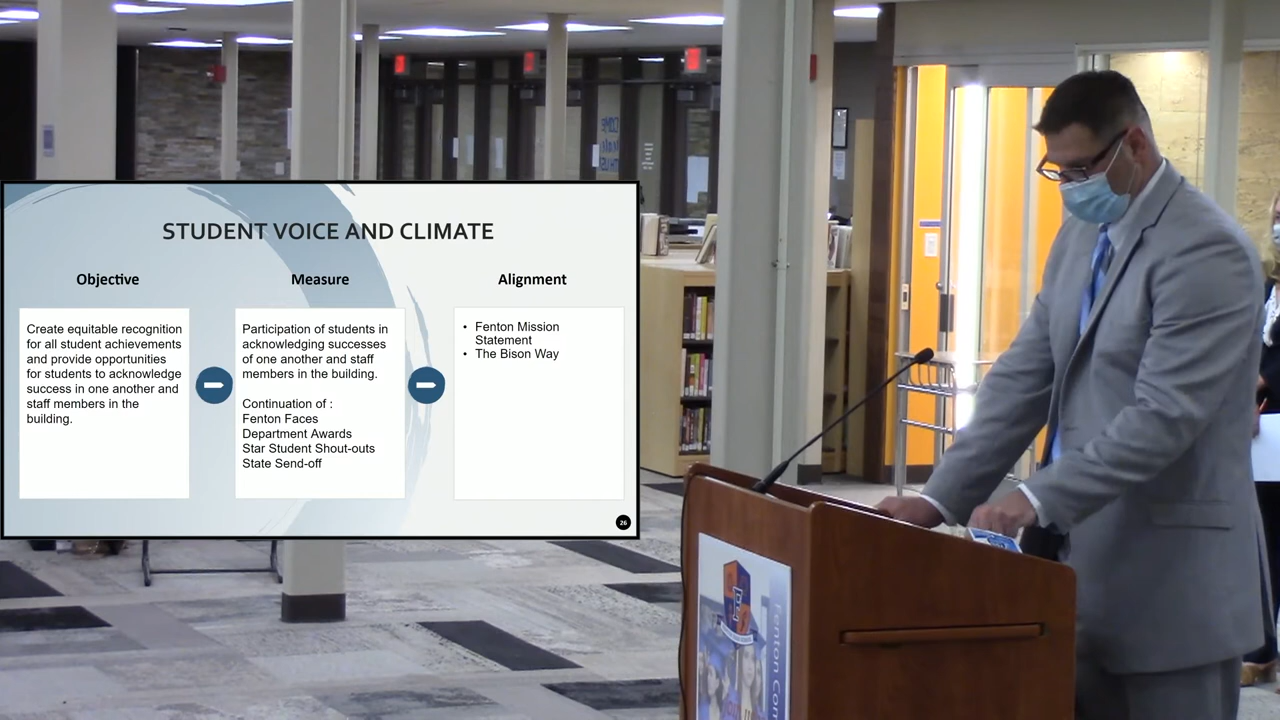 STUDENT VOICE AND CLIMATE
Objective
Measure
Alignment
Create equitable recognition
for all student achievements
and provide opportunities
for students to acknowledge
success in one another and
staff members in the
building.
Participation of students in
acknowledging successes
of one another and staff
members in the building.
Continuation of :
Fenton Faces
Department Awards
Star Student Shout-outs
State Send-off
• Fenton Mission
Statement
• The Bison Way
26
Fenton Com